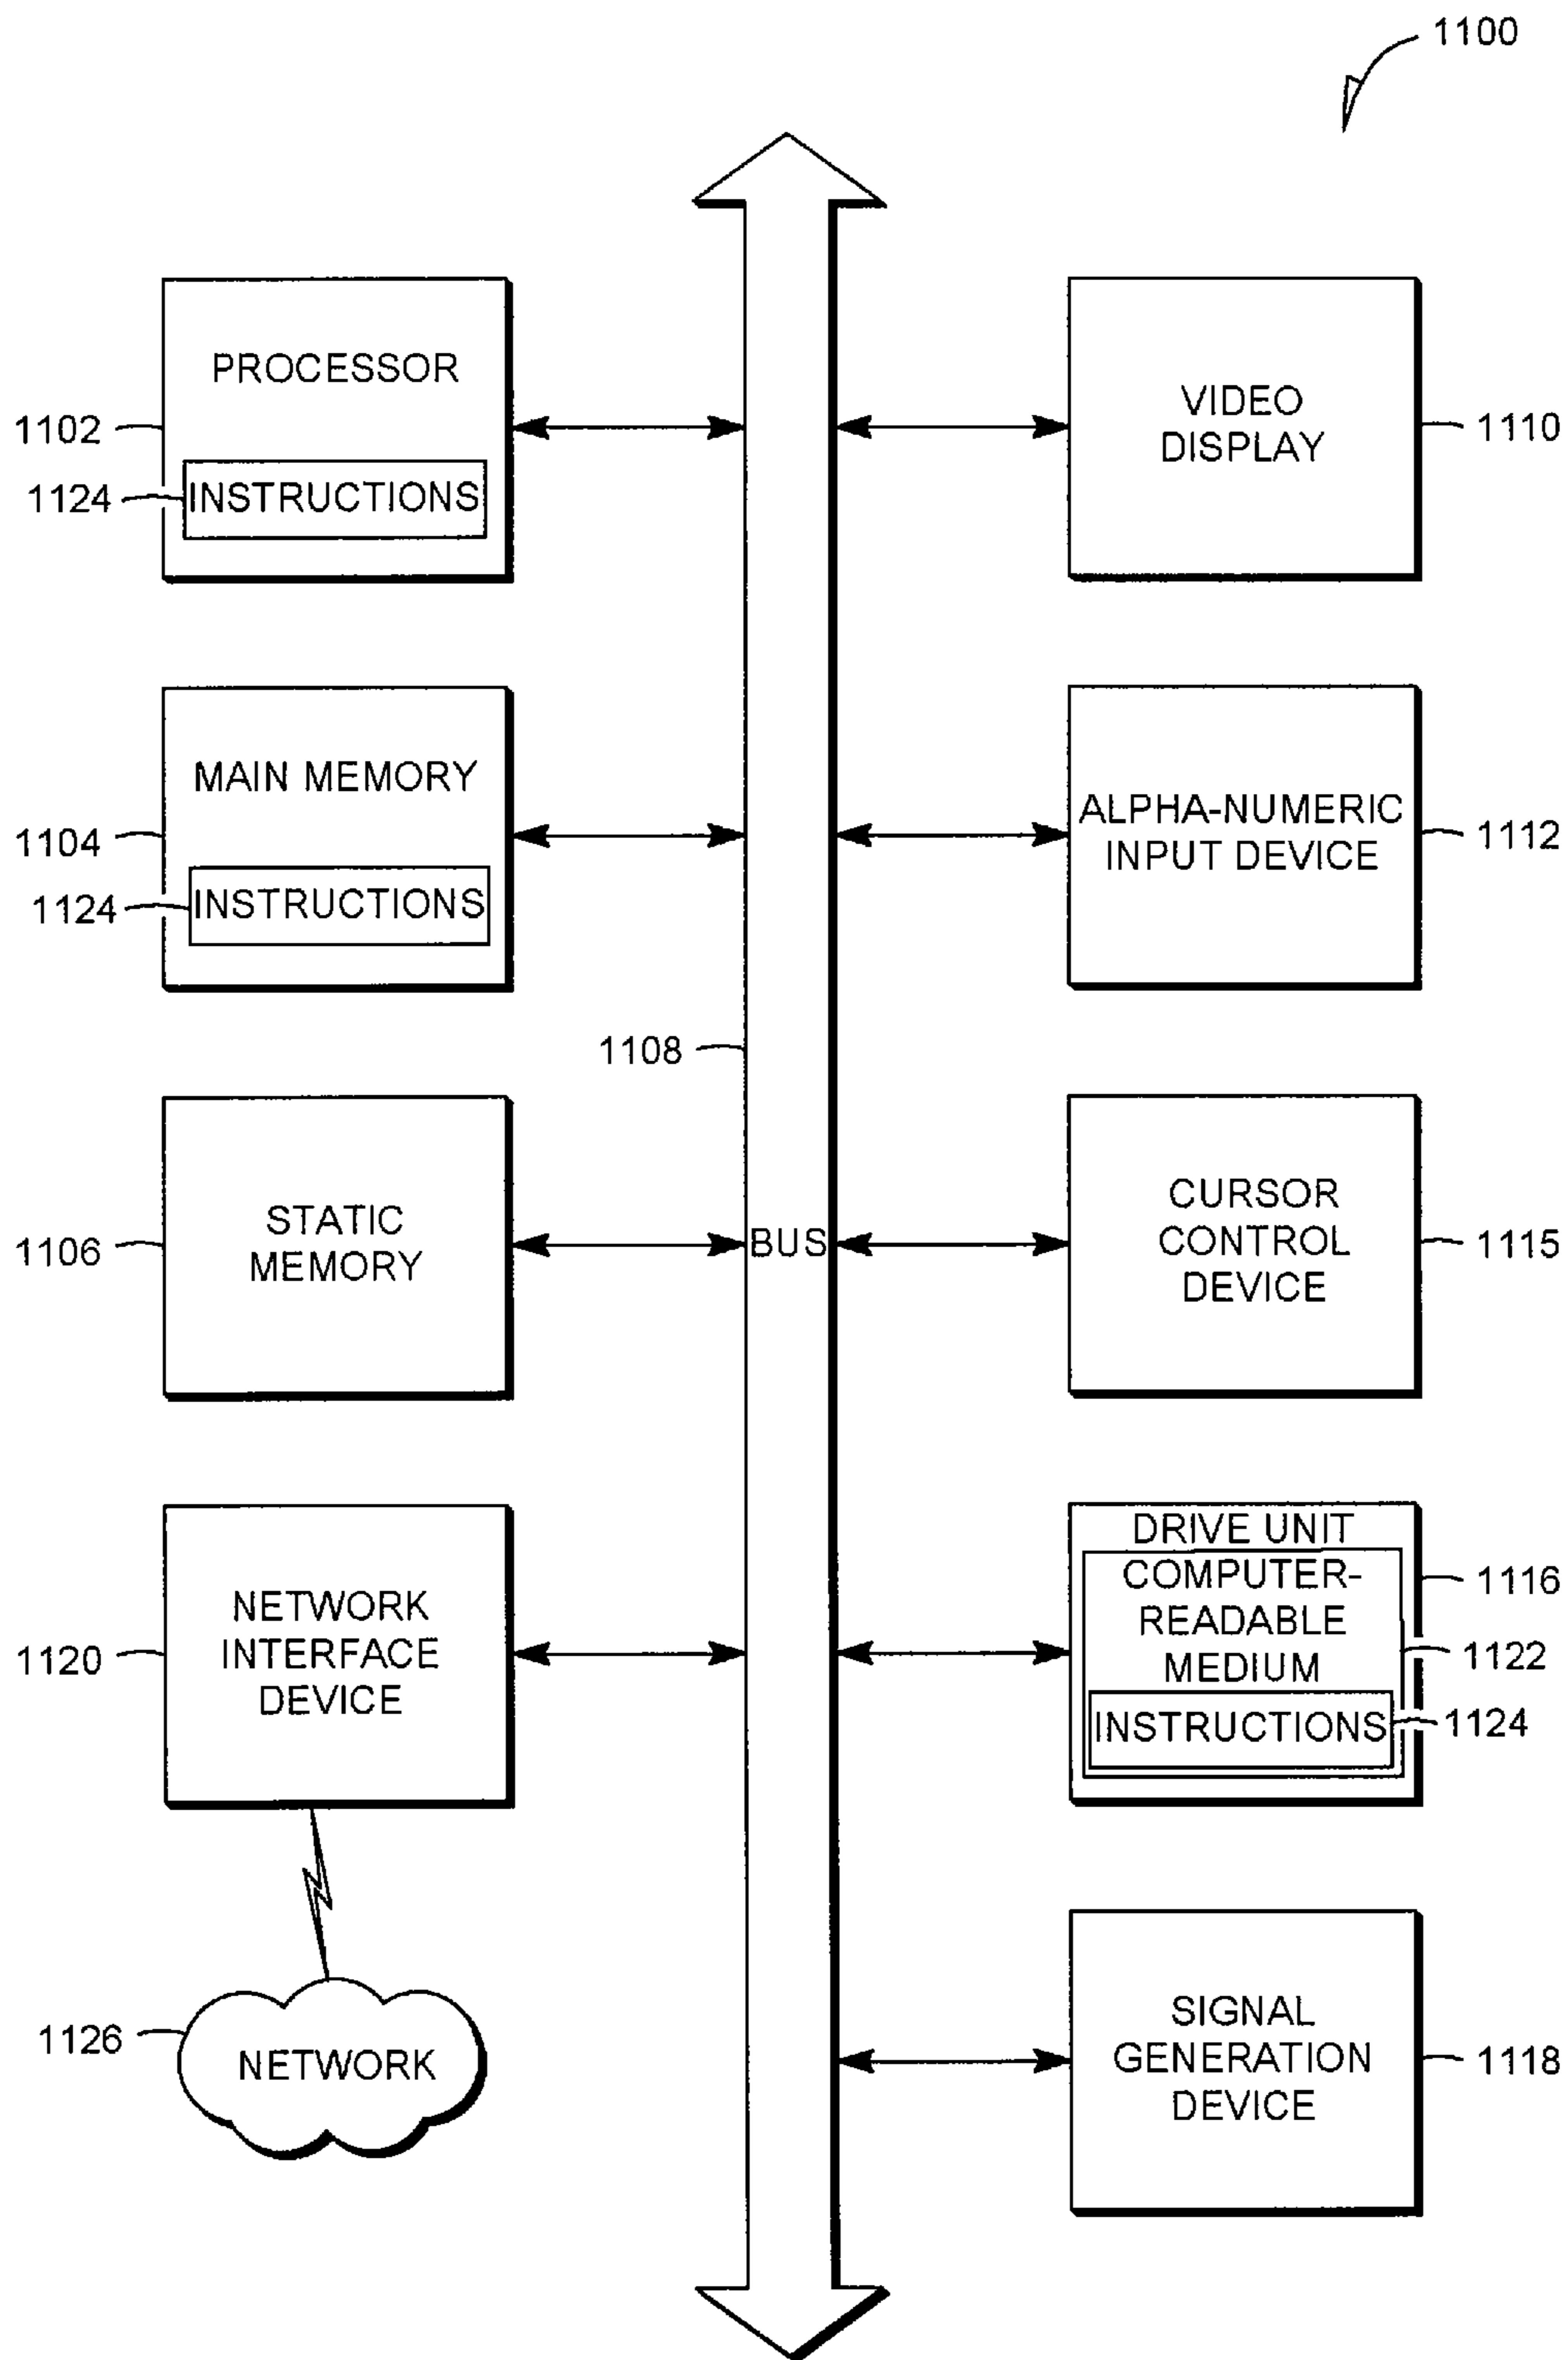 1100
PROCESSOR
1102
1124
INSTRUCTIONS
VIDEO
DISPLAY
1110
MAIN MEMORY
1104
1124
INSTRUCTIONS
ALPHA-NUMERIC
INPUT DEVICE
1112
1108
STATIC
MEMORY
1106
BUS
CURSOR
CONTROL
DEVICE
1115
NETWORK
INTERFACE
DEVICE
1120
DRIVE UNIT
COMPUTER-
READABLE
MEDIUM
1116
1122
INSTRUCTIONS
1124
1126
NETWORK
SIGNAL
GENERATION
DEVICE
1118